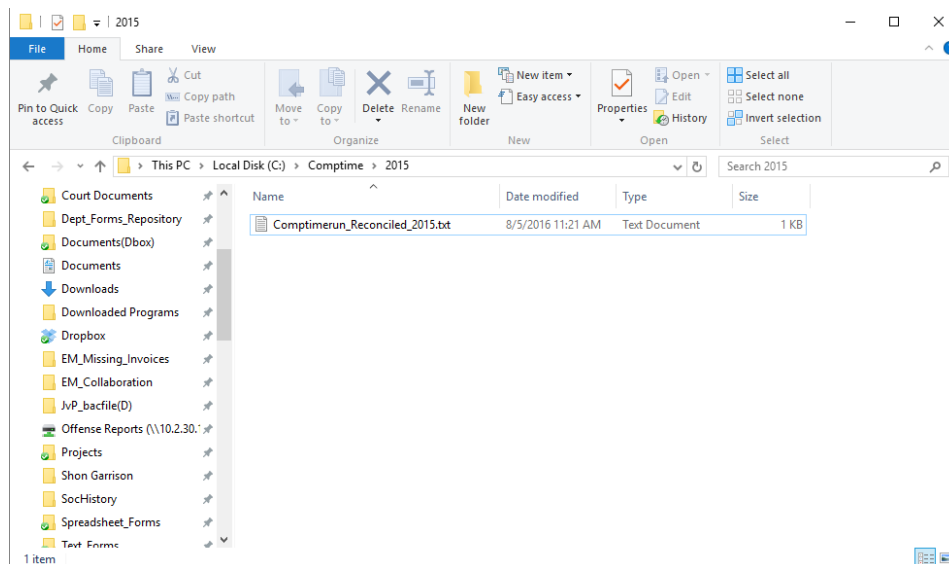 2015
File Home Share View
Pin to Quick access
Copy
Paste
Cut
Copy path
Paste shortcut
Clipboard
Move to
Copy to
Delete
Rename
Organize
New folder
New item
Easy access
New
Properties
Open
Edit
History
Open
Select all
Select none
Invert selection
Select
This PC > Local Disk (C:) > Comptime > 2015
Search 2015
Name Date modified Type Size
Comptimerun_Reconciled_2015.txt 8/5/2016 11:21 AM Text Document 1 KB
Court Documents
Dept_Forms_Repository
Documents(Dbox)
Documents
Downloads
Downloaded Programs
Dropbox
EM_Missing_Invoices
EM_Collaboration
JvP_bacfile(D)
Offense Reports (\\10.2.30.
Projects
Shon Garrison
SocHistory
Spreadsheet_Forms
Text_Forms
1 item